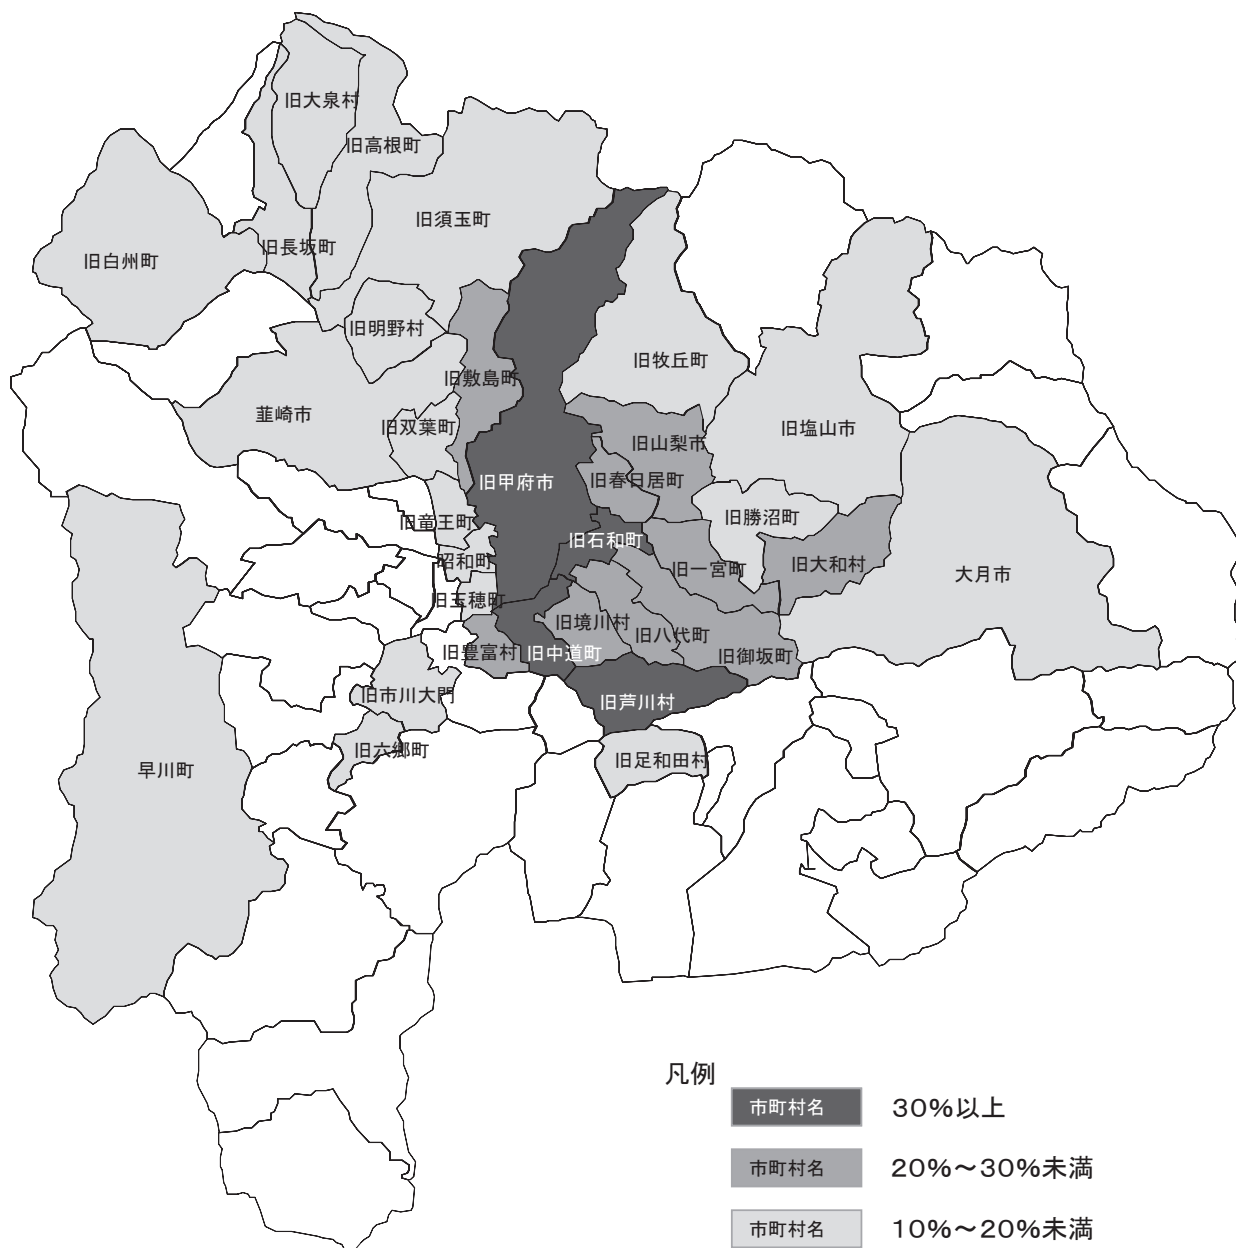 旧大泉村
旧高根町
旧須玉町
旧長坂町
旧白州町
旧明野村
旧牧丘町
旧敷島町
韮崎市
旧双葉町
旧塩山市
旧山梨市
旧甲府市
旧春日居町
旧竜王町
旧勝沼町
旧石和町
昭和町
旧一宮町
旧大和村
大月市
旧玉穂町
旧境川村
旧八代町
旧豊富村
旧中道町
旧御坂町
旧市川大門
旧芦川村
旧六郷町
旧足和田村
早川町
凡例
市町村名 30%以上
市町村名 20%～30%未満
市町村名 10%～20%未満